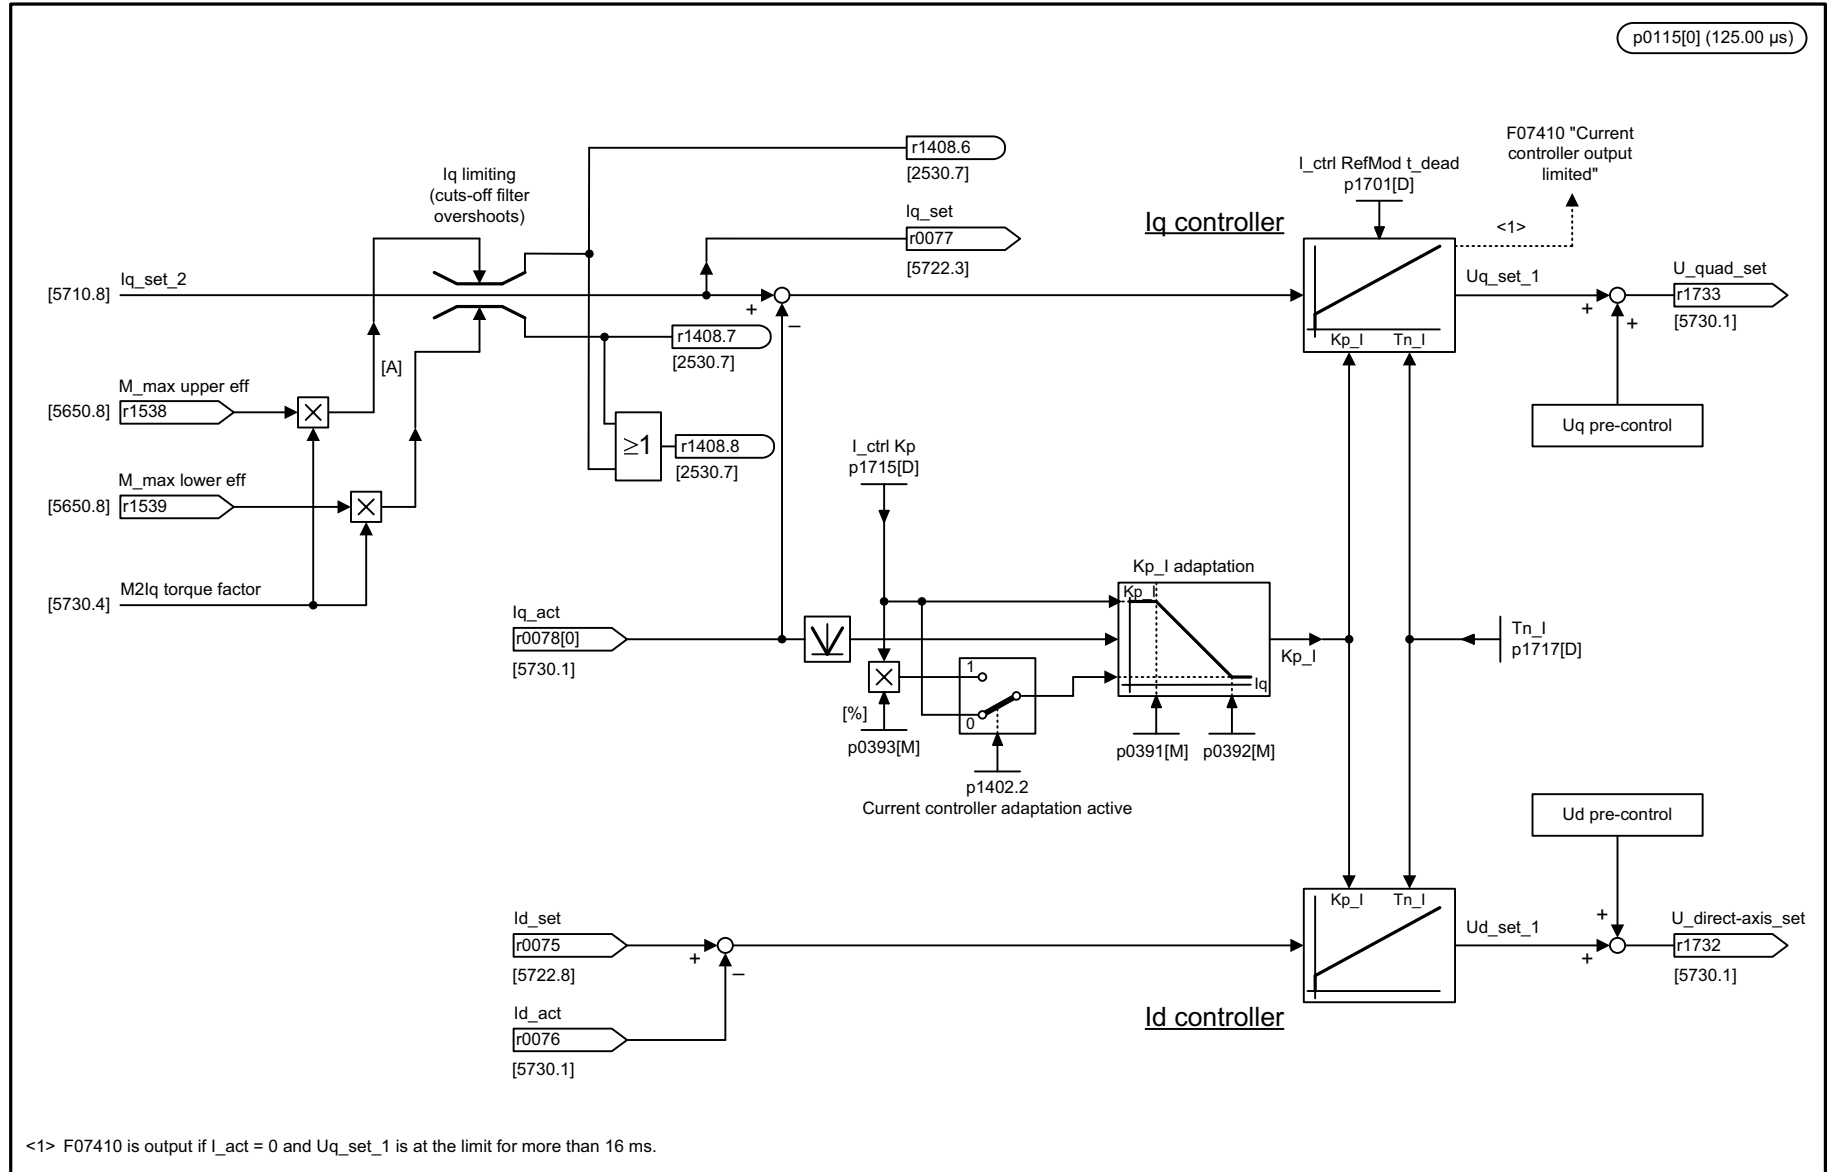 p0115[0] (125.00 µs)
F07410 "Current
controller output
limited"
<1>
I_ctrl RefMod t_dead
p1701[D]
Iq limiting
(cuts-off filter
overshoots)
r1408.6
[2530.7]
Iq_set
r0077
[5722.3]
Iq controller
[5710.8]
Iq_set_2
+
–
Kp_I
Tn_I
Uq_set_1
+
+
U_quad_set
r1733
[5730.1]
r1408.7
[2530.7]
[A]
M_max upper eff
[5650.8]
r1538
×
Uq pre-control
≥1
r1408.8
[2530.7]
I_ctrl Kp
p1715[D]
M_max lower eff
[5650.8]
r1539
×
M2Iq torque factor
[5730.4]
Kp_I adaptation
Kp_I
Iq
Iq_act
r0078[0]
[5730.1]
×
1
0
[%]
p0393[M]
p1402.2
Current controller adaptation active
p0391[M]
p0392[M]
Kp_I
Tn_I
p1717[D]
Ud pre-control
Id_set
r0075
[5722.8]
+
–
Kp_I
Tn_I
Ud_set_1
+
+
U_direct-axis_set
r1732
[5730.1]
Id_act
r0076
[5730.1]
Id controller
<1> F07410 is output if I_act = 0 and Uq_set_1 is at the limit for more than 16 ms.